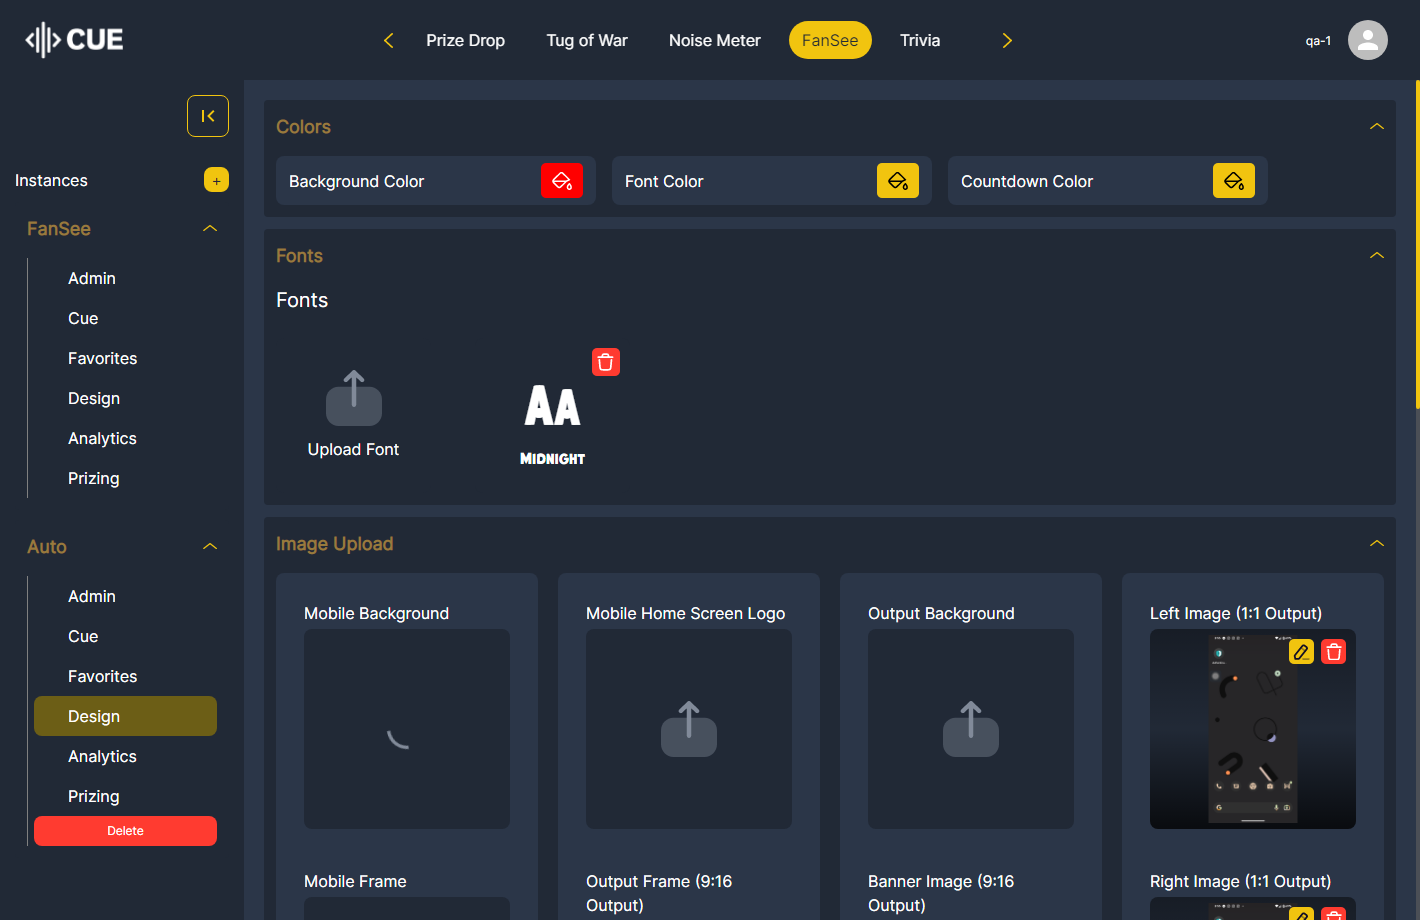 CUE
Prize Drop
Tug of War
Noise Meter
FanSee
Trivia
qa-1
Instances
+
FanSee
Admin
Cue
Favorites
Design
Analytics
Prizing
Auto
Admin
Cue
Favorites
Design
Analytics
Prizing
Delete
Colors
Background Color
Font Color
Countdown Color
Fonts
Fonts
Upload Font
AA
MIDNIGHT
Image Upload
Mobile Background
Mobile Home Screen Logo
Output Background
Left Image (1:1 Output)
Mobile Frame
Output Frame (9:16
Output)
Banner Image (9:16
Output)
Right Image (1:1 Output)